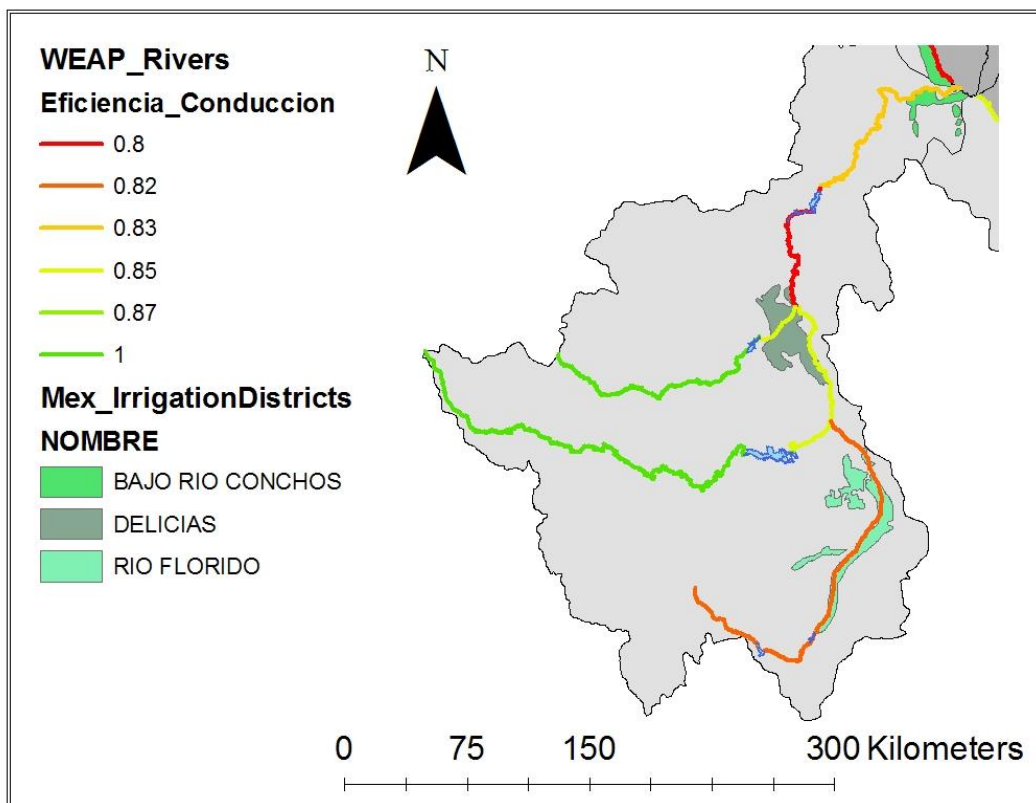 WEAP_Rivers
Eficiencia_Conduccion
0.8
0.82
0.83
0.85
0.87
1
Mex_IrrigationDistricts
NOMBRE
BAJO RIO CONCHOS
DELICIAS
RIO FLORIDO
N
0 75 150 300 Kilometers